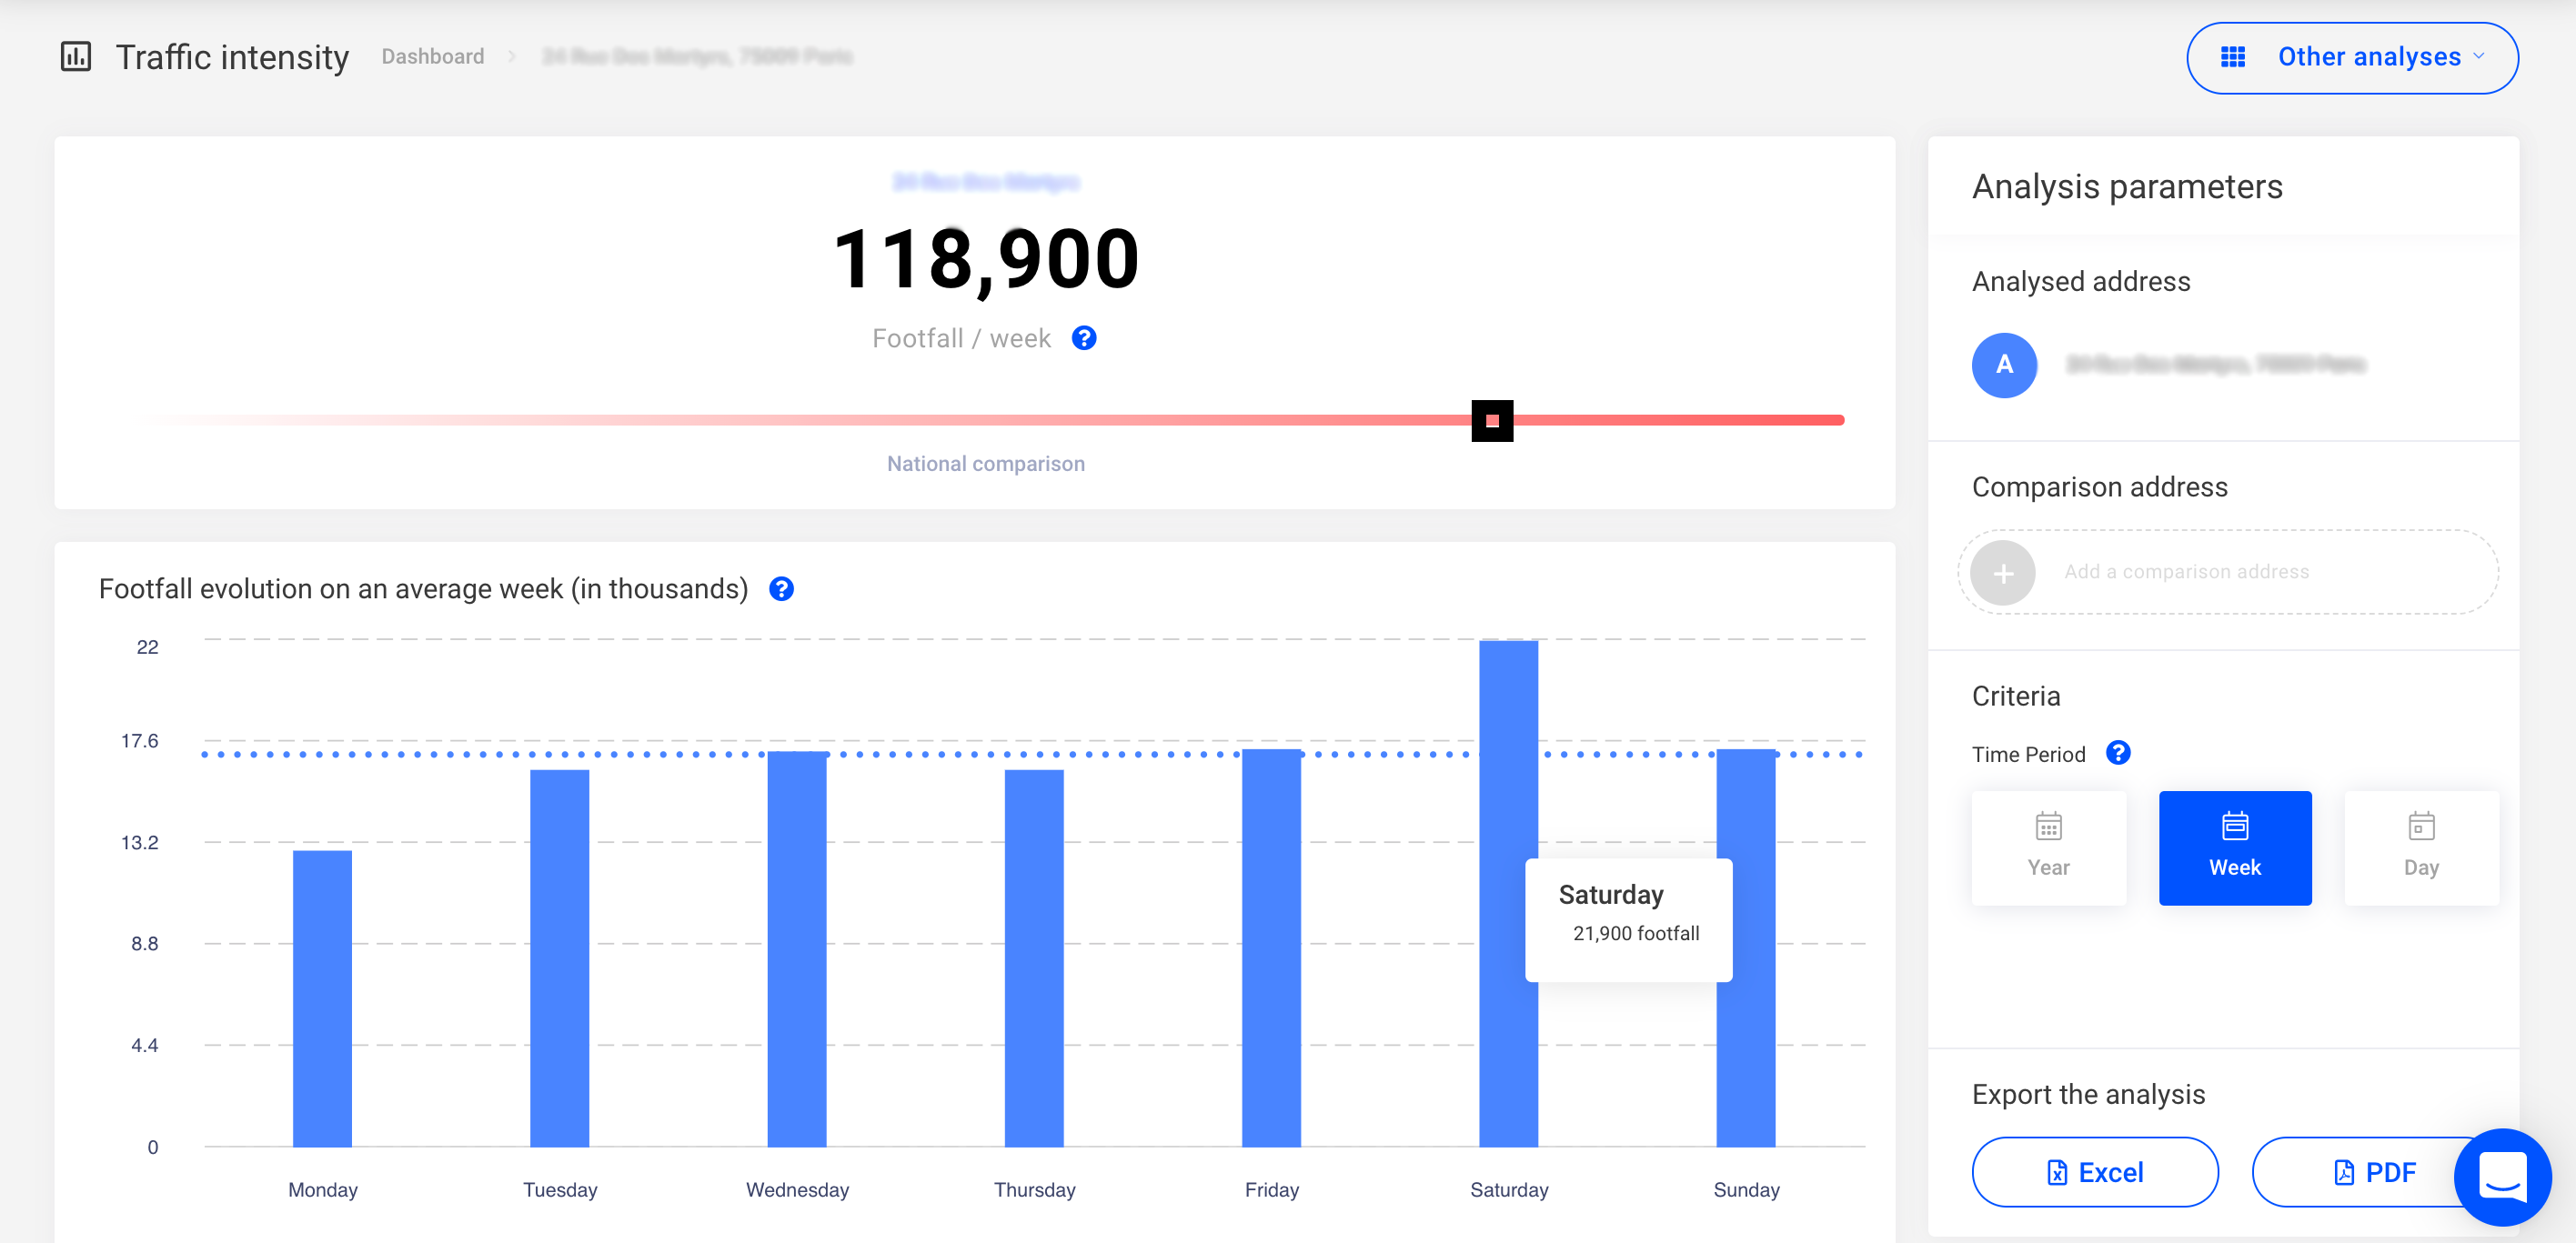 Traffic intensity
Dashboard
Other analyses
118,900
Footfall / week ?
National comparison
Footfall evolution on an average week (in thousands) ?
22
17.6
13.2
8.8
4.4
0
Monday
Tuesday
Wednesday
Thursday
Friday
Saturday
Sunday
Saturday
21,900 footfall
Analysis parameters
Analysed address
A
Comparison address
+ Add a comparison address
Criteria
Time Period ?
Year
Week
Day
Export the analysis
Excel
PDF